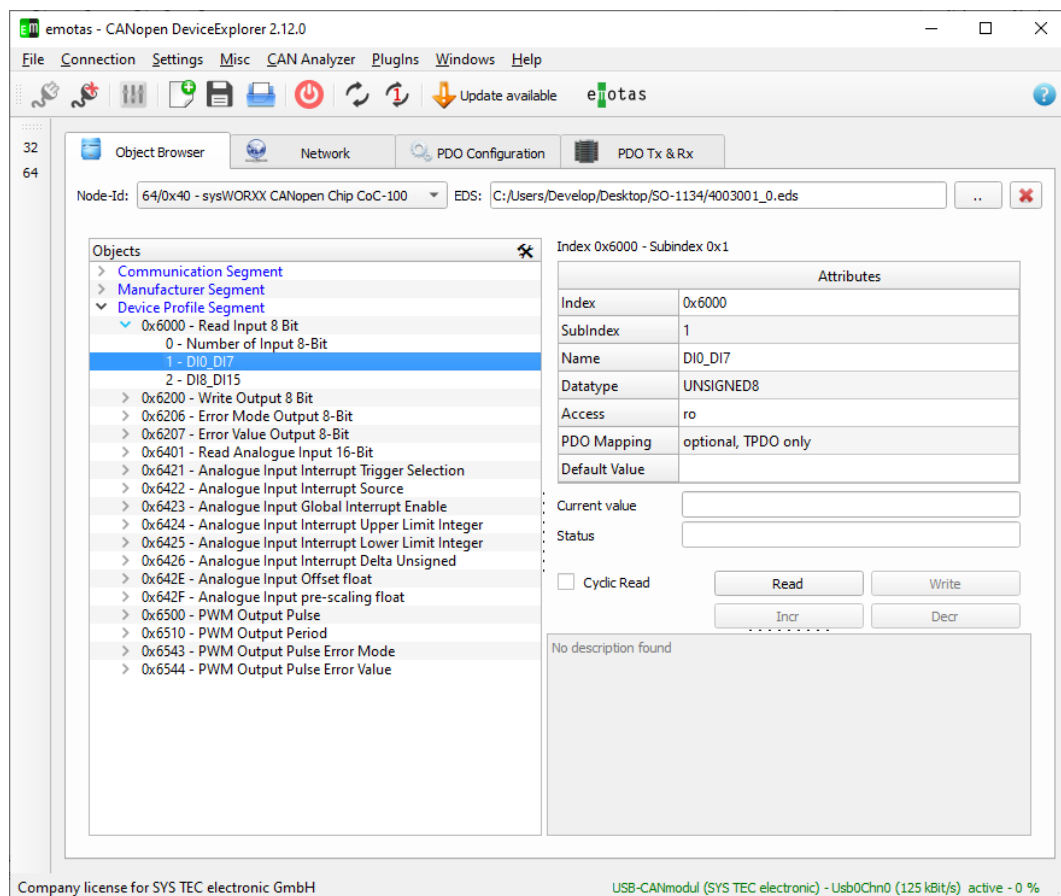 emotas - CANopen DeviceExplorer 2.12.0
File Connection Settings Misc CAN Analyzer PlugIns Windows Help
Update available emotas
32
64
Object Browser Network PDO Configuration PDO Tx & Rx
Node-Id: 64/0x40 - sysWORXX CANopen Chip CoC-100 EDS: C:/Users/Develop/Desktop/SO-1134/4003001_0.eds ..
Objects
Communication Segment
Manufacturer Segment
Device Profile Segment
0x6000 - Read Input 8 Bit
0 - Number of Input 8-Bit
1 - DI0_DI7
2 - DI8_DI15
0x6200 - Write Output 8 Bit
0x6206 - Error Mode Output 8-Bit
0x6207 - Error Value Output 8-Bit
0x6401 - Read Analogue Input 16-Bit
0x6421 - Analogue Input Interrupt Trigger Selection
0x6422 - Analogue Input Interrupt Source
0x6423 - Analogue Input Global Interrupt Enable
0x6424 - Analogue Input Interrupt Upper Limit Integer
0x6425 - Analogue Input Interrupt Lower Limit Integer
0x6426 - Analogue Input Interrupt Delta Unsigned
0x642E - Analogue Input Offset float
0x642F - Analogue Input pre-scaling float
0x6500 - PWM Output Pulse
0x6510 - PWM Output Period
0x6543 - PWM Output Pulse Error Mode
0x6544 - PWM Output Pulse Error Value
Index 0x6000 - Subindex 0x1
Attributes
Index 0x6000
SubIndex 1
Name DI0_DI7
Datatype UNSIGNED8
Access ro
PDO Mapping optional, TPDO only
Default Value
Current value
Status
Cyclic Read Read Write
Incr Decr
No description found
Company license for SYS TEC electronic GmbH USB-CANmodul (SYS TEC electronic) - Usb0Chn0 (125 kBit/s) active - 0 %